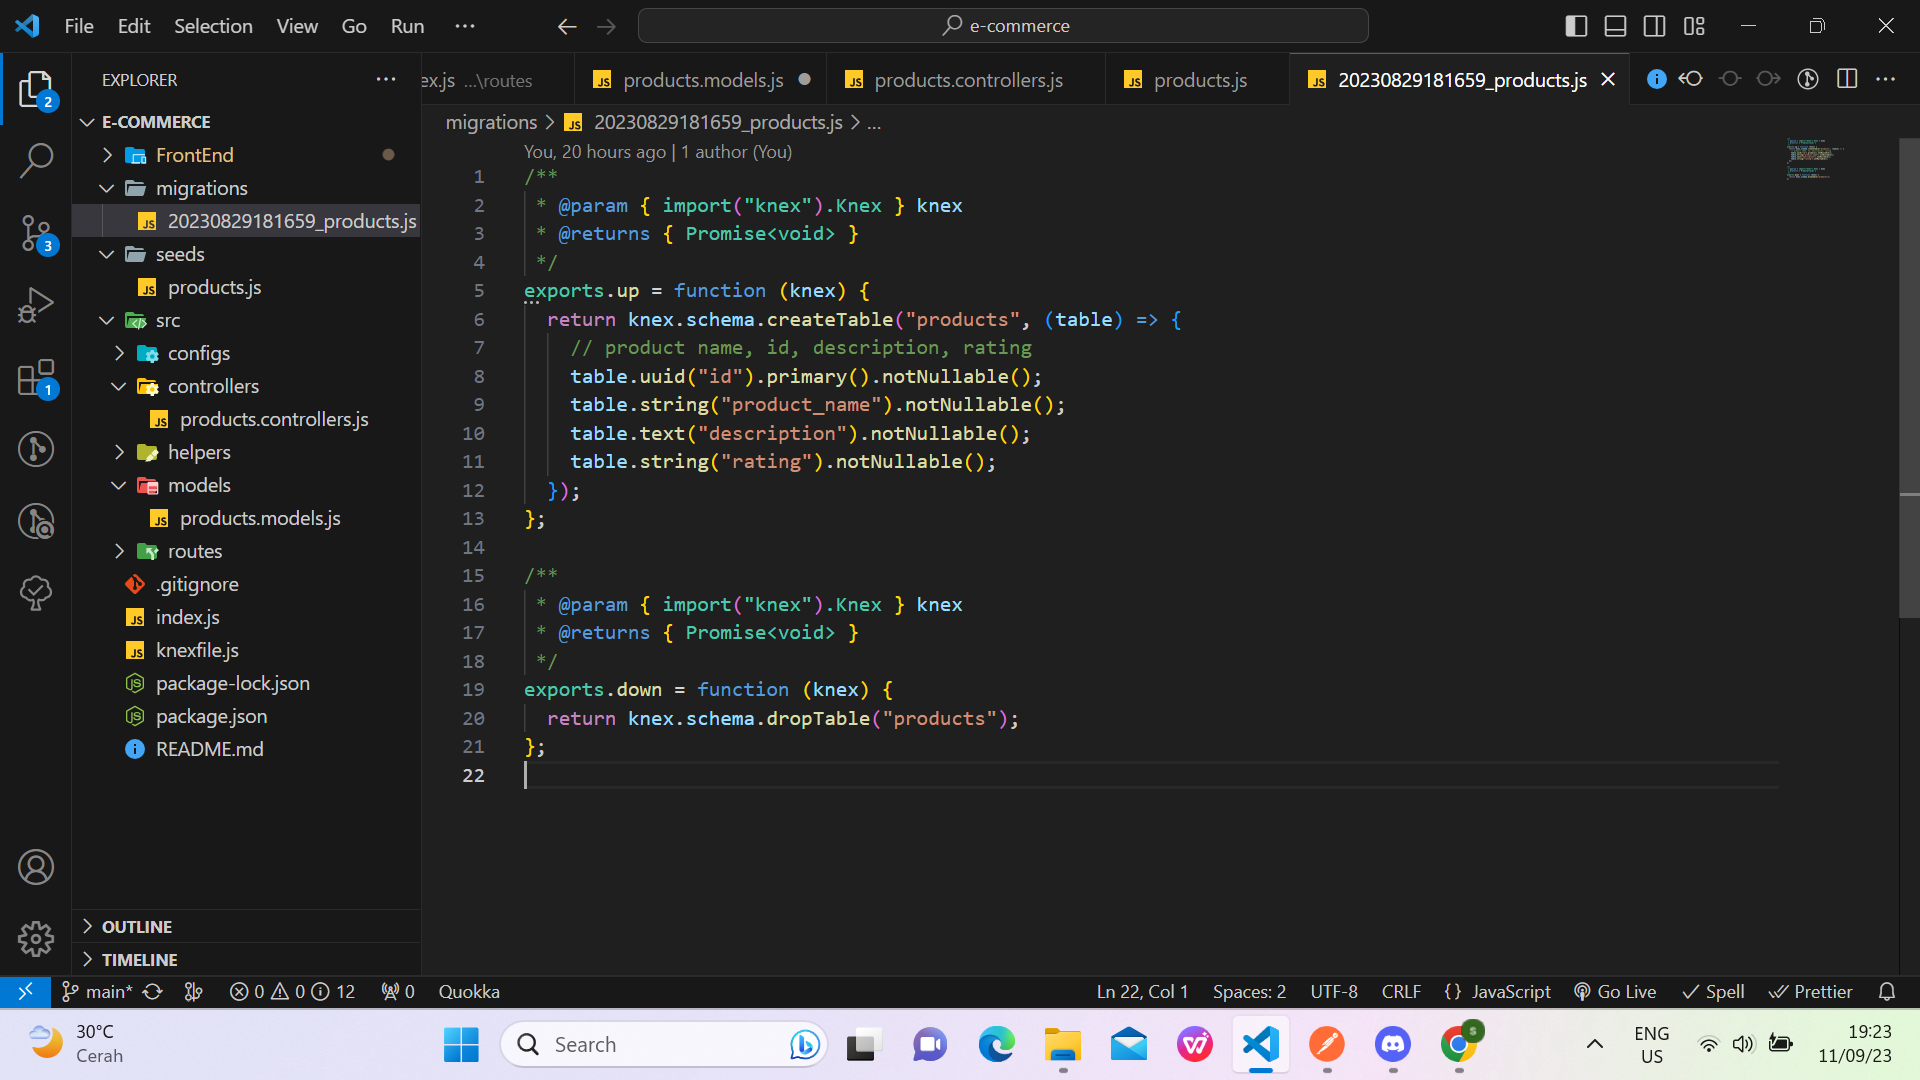 File Edit Selection View Go Run ···
e-commerce
EXPLORER
E-COMMERCE
FrontEnd
migrations
20230829181659_products.js
seeds
products.js
src
configs
controllers
products.controllers.js
helpers
models
products.models.js
routes
.gitignore
index.js
knexfile.js
package-lock.json
package.json
README.md
OUTLINE
TIMELINE
2
3
1
ex.js ...\routes
products.models.js
products.controllers.js
products.js
20230829181659_products.js
migrations > 20230829181659_products.js > ...
You, 20 hours ago | 1 author (You)
1 /**
2 * @param { import("knex").Knex } knex
3 * @returns { Promise<void> }
4 */
5 exports.up = function (knex) {
6 return knex.schema.createTable("products", (table) => {
7 // product name, id, description, rating
8 table.uuid("id").primary().notNullable();
9 table.string("product_name").notNullable();
10 table.text("description").notNullable();
11 table.string("rating").notNullable();
12 });
13 };
14
15 /**
16 * @param { import("knex").Knex } knex
17 * @returns { Promise<void> }
18 */
19 exports.down = function (knex) {
20 return knex.schema.dropTable("products");
21 };
22
main* 0 0 12 0 Quokka
Ln 22, Col 1 Spaces: 2 UTF-8 CRLF {} JavaScript Go Live Spell Prettier
30°C
Cerah
Search
ENG
US
19:23
11/09/23